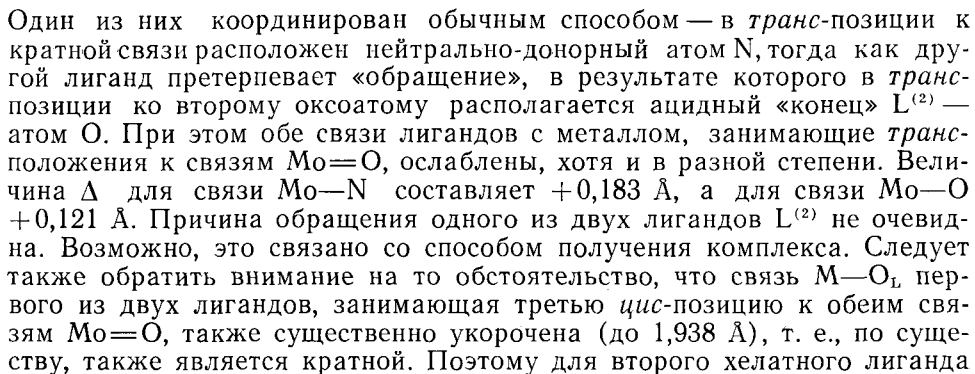 Один из них координирован обычным способом — в транс-позиции к
кратной связи расположен нейтрально-донорный атом N, тогда как дру-
гой лиганд претерпевает «обращение», в результате которого в транс-
позиции ко второму оксоатому располагается ацидный «конец» L⁽²⁾ —
атом O. При этом обе связи лигандов с металлом, занимающие транс-
положения к связям Mo=O, ослаблены, хотя и в разной степени. Вели-
чина Δ для связи Mo—N составляет +0,183 Å, а для связи Mo—O
+0,121 Å. Причина обращения одного из двух лигандов L⁽²⁾ не очевид-
на. Возможно, это связано со способом получения комплекса. Следует
также обратить внимание на то обстоятельство, что связь M—O_L пер-
вого из двух лигандов, занимающая третью цис-позицию к обеим свя-
зям Mo=O, также существенно укорочена (до 1,938 Å), т. е., по суще-
ству, также является кратной. Поэтому для второго хелатного лиганда